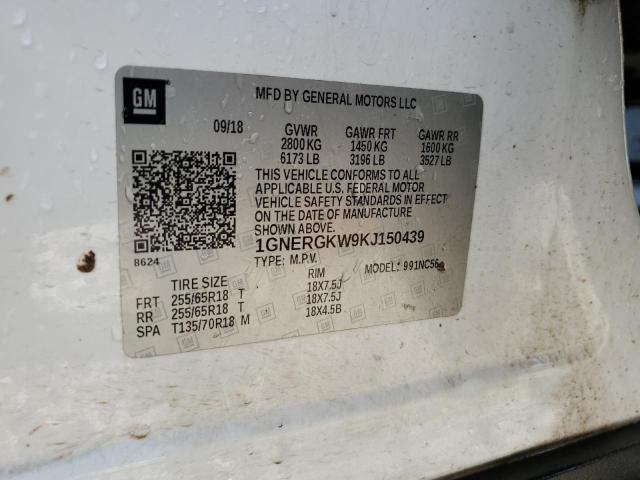 GM
MFD BY GENERAL MOTORS LLC
09/18 GVWR GAWR FRT GAWR RR
2800 KG 1450 KG 1600 KG
6173 LB 3196 LB 3527 LB
THIS VEHICLE CONFORMS TO ALL
APPLICABLE U.S. FEDERAL MOTOR
VEHICLE SAFETY STANDARDS IN EFFECT
ON THE DATE OF MANUFACTURE
SHOWN ABOVE.
8624
1GNERGKW9KJ150439
TYPE: M.P.V. MODEL: 991NC56
TIRE SIZE RIM
FRT 255/65R18 T 18X7.5J
RR 255/65R18 T 18X7.5J
SPA T135/70R18 M 18X4.5B